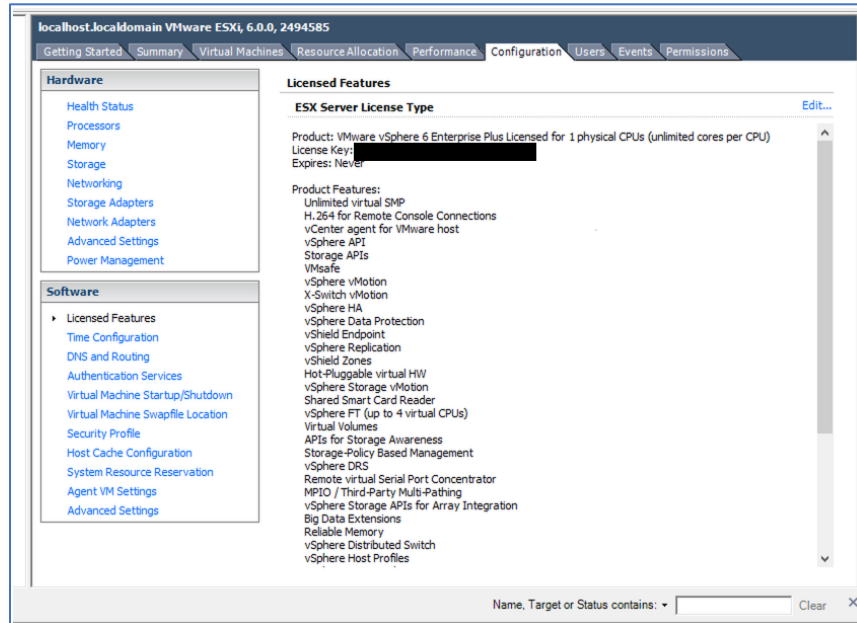 localhost.localdomain VMware ESXi, 6.0.0, 2494585
Getting Started Summary Virtual Machines Resource Allocation Performance Configuration Users Events Permissions
Hardware
Health Status
Processors
Memory
Storage
Networking
Storage Adapters
Network Adapters
Advanced Settings
Power Management
Software
Licensed Features
Time Configuration
DNS and Routing
Authentication Services
Virtual Machine Startup/Shutdown
Virtual Machine Swapfile Location
Security Profile
Host Cache Configuration
System Resource Reservation
Agent VM Settings
Advanced Settings
Licensed Features
ESX Server License Type
Edit...
Product: VMware vSphere 6 Enterprise Plus Licensed for 1 physical CPUs (unlimited cores per CPU)
License Key:
Expires: Never
Product Features:
Unlimited virtual SMP
H.264 for Remote Console Connections
vCenter agent for VMware host
vSphere API
Storage APIs
VMsafe
vSphere vMotion
X-Switch vMotion
vSphere HA
vSphere Data Protection
vShield Endpoint
vSphere Replication
vShield Zones
Hot-Pluggable virtual HW
vSphere Storage vMotion
Shared Smart Card Reader
vSphere FT (up to 4 virtual CPUs)
Virtual Volumes
APIs for Storage Awareness
Storage-Policy Based Management
vSphere DRS
Remote virtual Serial Port Concentrator
MPIO / Third-Party Multi-Pathing
vSphere Storage APIs for Array Integration
Big Data Extensions
Reliable Memory
vSphere Distributed Switch
vSphere Host Profiles
Name, Target or Status contains:
Clear